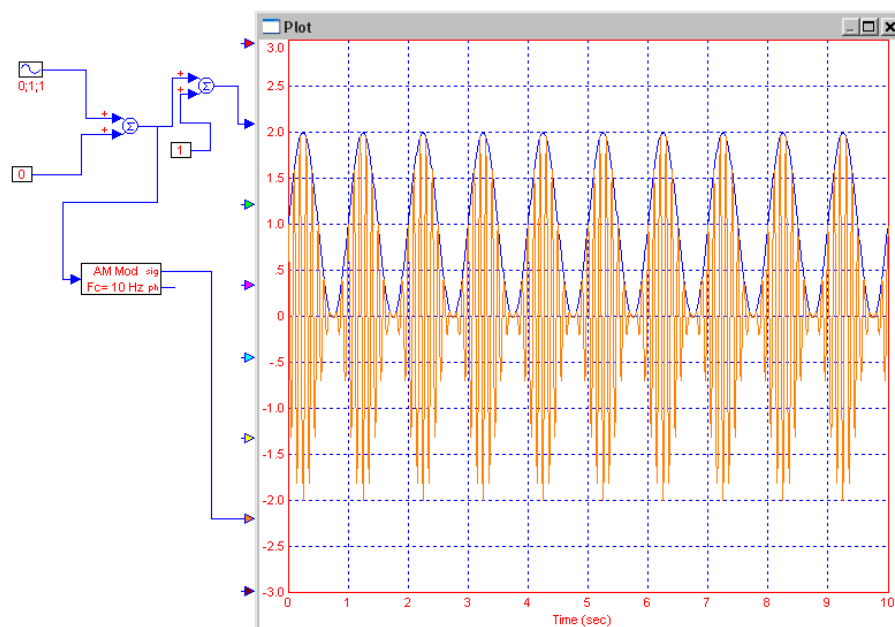 Plot
0;1;1
+
+
Σ
+
+
Σ
1
0
AM Mod sig
Fc= 10 Hz ph
3.0
2.5
2.0
1.5
1.0
.5
0
-.5
-1.0
-1.5
-2.0
-2.5
-3.0
0 1 2 3 4 5 6 7 8 9 10
Time (sec)